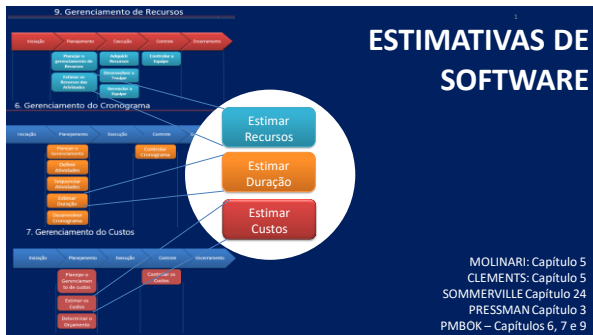 9. Gerenciamento de Recursos
1
Iniciação
Planejamento
Execução
Controle
Encerramento
Planejar o
gerenciamento de
Recursos
Adquirir
Recursos
Controlar a
Equipe
Estimar os
Recursos das
Atividades
Desenvolver a
Equipe
Gerenciar a
Equipe
ESTIMATIVAS DE
SOFTWARE
6. Gerenciamento do Cronograma
Iniciação
Planejamento
Execução
Controle
Planejar o
Gerenciamento
Controlar
Cronograma
Definir
Atividades
Sequenciar
Atividades
Estimar
Duração
Desenvolver
Cronograma
Estimar
Recursos
Estimar
Duração
Estimar
Custos
7. Gerenciamento do Custos
Iniciação
Planejamento
Execução
Controle
Encerramento
Planejar o
Gerenciamen
to de custos
Controlar os
Custos
Estimar os
Custos
Determinar o
Orçamento
MOLINARI: Capítulo 5
CLEMENTS: Capítulo 5
SOMMERVILLE Capítulo 24
PRESSMAN Capítulo 3
PMBOK – Capítulos 6, 7 e 9